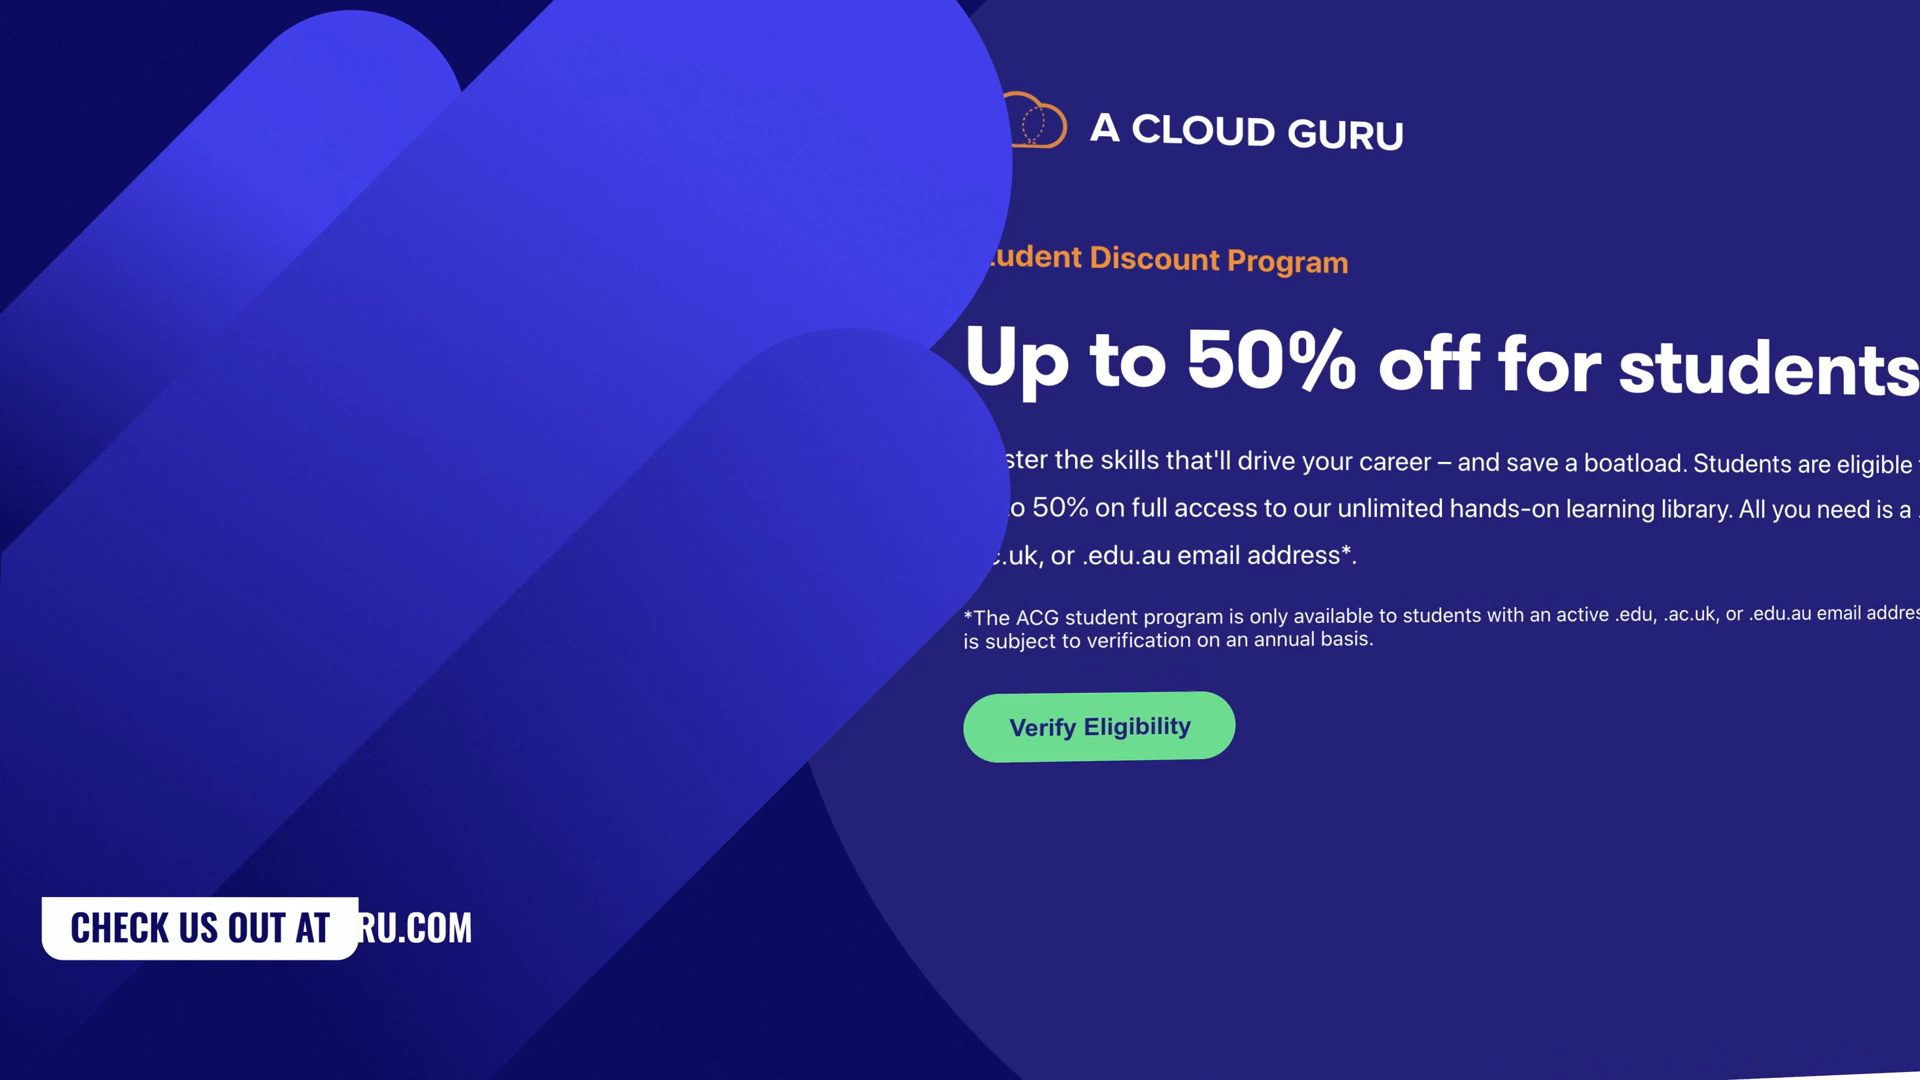 A CLOUD GURU
Student Discount Program
Up to 50% off for students
ster the skills that'll drive your career – and save a boatload. Students are eligible
o 50% on full access to our unlimited hands-on learning library. All you need is a
c.uk, or .edu.au email address*.
*The ACG student program is only available to students with an active .edu, .ac.uk, or .edu.au email addres
is subject to verification on an annual basis.
Verify Eligibility
CHECK US OUT AT RU.COM